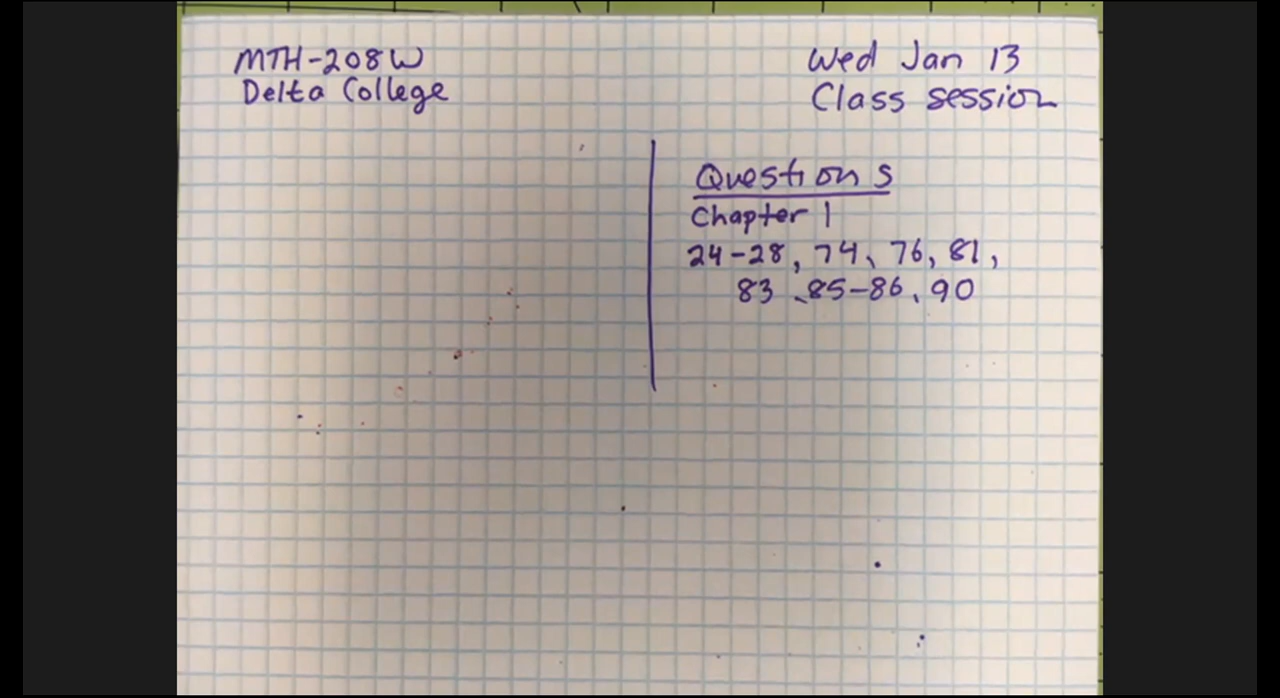 MTH-208W
Delta College
Wed Jan 13
Class session
Questions
Chapter 1
24-28, 74, 76, 81,
83, 85-86, 90